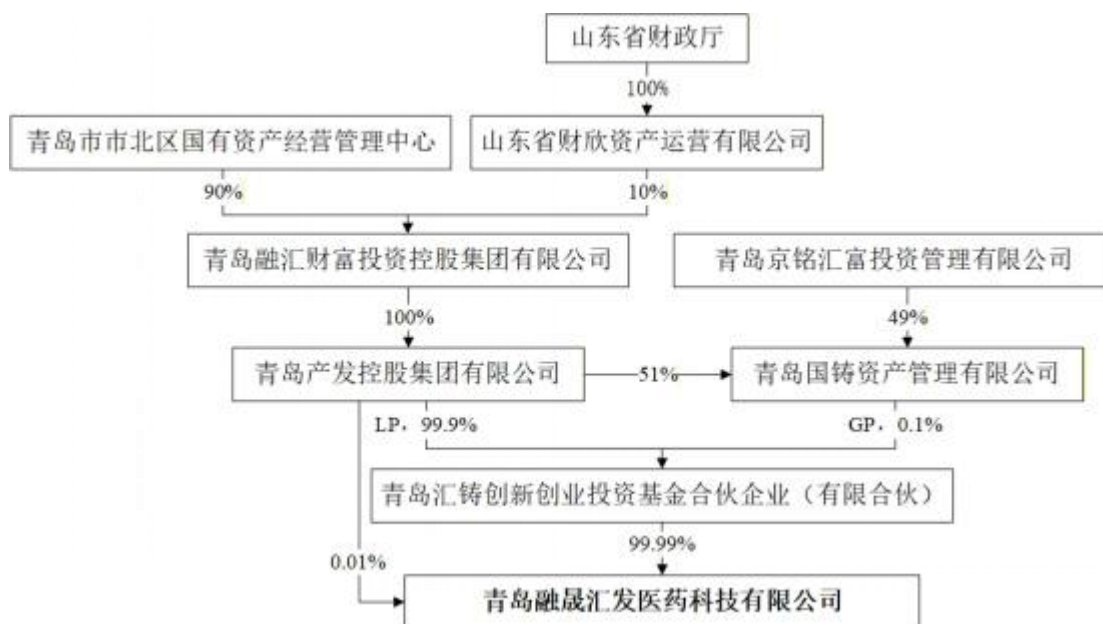 山东省财政厅
100%
青岛市市北区国有资产经营管理中心
山东省财欣资产运营有限公司
90%
10%
青岛融汇财富投资控股集团有限公司
青岛京铭汇富投资管理有限公司
100%
49%
青岛产发控股集团有限公司
51%
青岛国铸资产管理有限公司
LP，99.9%
GP，0.1%
青岛汇铸创新创业投资基金合伙企业（有限合伙）
99.99%
0.01%
青岛融晟汇发医药科技有限公司